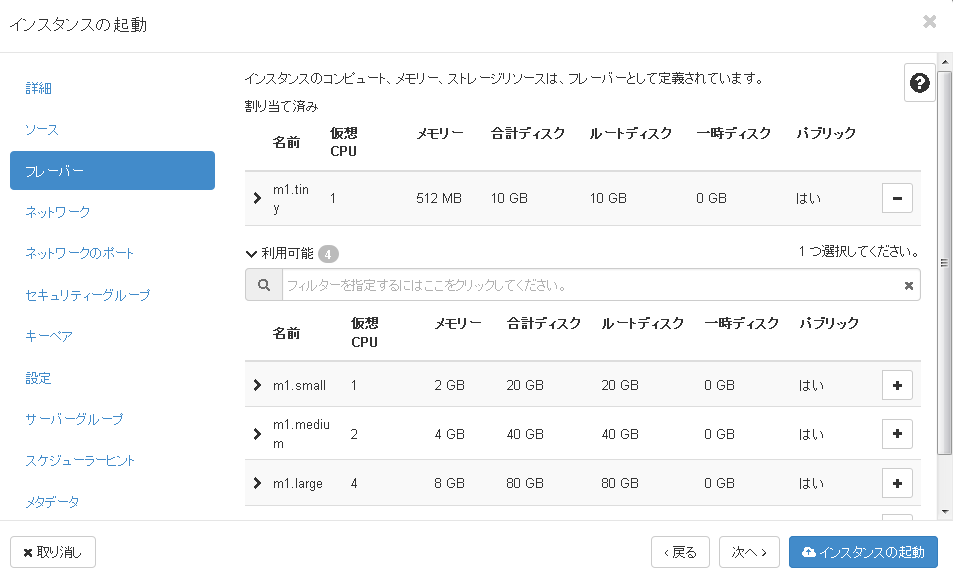 インスタンスの起動
詳細
ソース
フレーバー
ネットワーク
ネットワークのポート
セキュリティーグループ
キーペア
設定
サーバーグループ
スケジューラーヒント
メタデータ
インスタンスのコンピュート、メモリー、ストレージリソースは、フレーバーとして定義されています。
割り当て済み
名前 仮想 CPU メモリー 合計ディスク ルートディスク 一時ディスク パブリック
m1.tin
y 1 512 MB 10 GB 10 GB 0 GB はい
利用可能 4 1 つ選択してください。
フィルターを指定するにはここをクリックしてください。
名前 仮想 CPU メモリー 合計ディスク ルートディスク 一時ディスク パブリック
m1.small 1 2 GB 20 GB 20 GB 0 GB はい
m1.mediu
m 2 4 GB 40 GB 40 GB 0 GB はい
m1.large 4 8 GB 80 GB 80 GB 0 GB はい
取り消し ‹ 戻る 次へ › インスタンスの起動